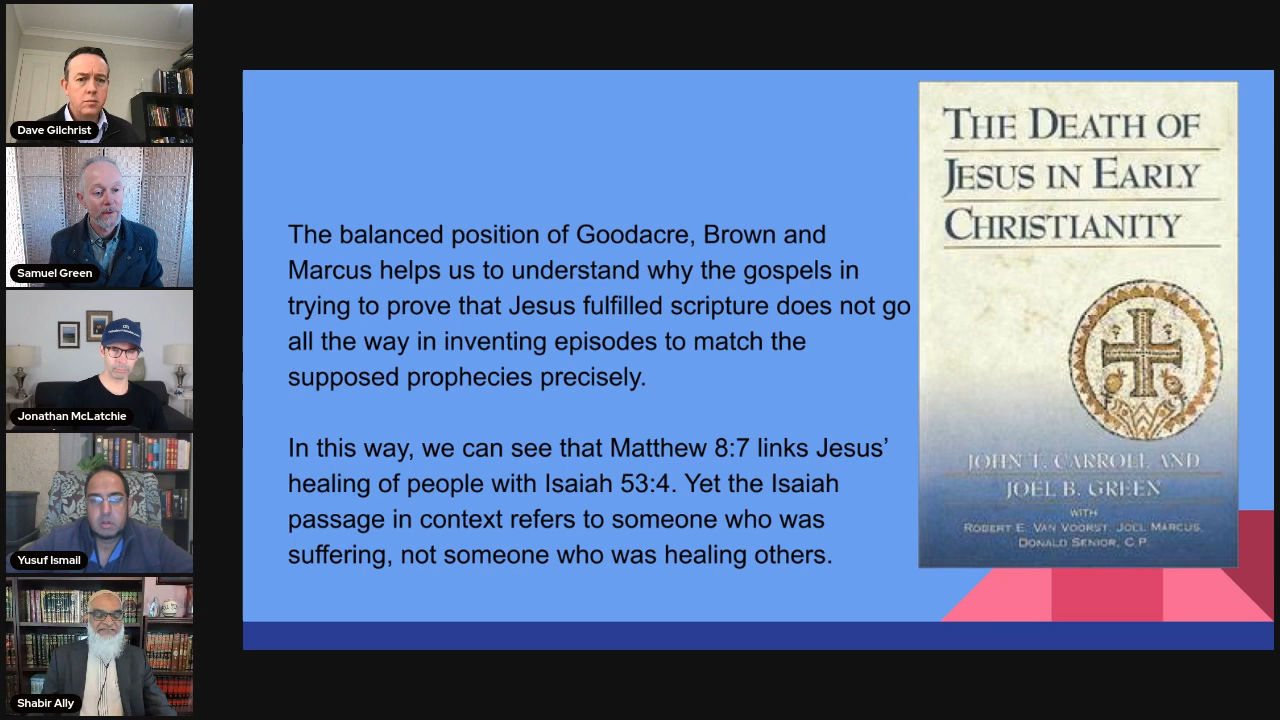 Dave Gilchrist
Samuel Green
Jonathan McLatchie
Yusuf Ismail
Shabir Ally
The balanced position of Goodacre, Brown and
Marcus helps us to understand why the gospels in
trying to prove that Jesus fulfilled scripture does not go
all the way in inventing episodes to match the
supposed prophecies precisely.
In this way, we can see that Matthew 8:7 links Jesus’
healing of people with Isaiah 53:4. Yet the Isaiah
passage in context refers to someone who was
suffering, not someone who was healing others.
THE DEATH OF
JESUS IN EARLY
CHRISTIANITY
JOHN T. CARROLL AND
JOEL B. GREEN
WITH
ROBERT E. VAN VOORST, JOEL MARCUS,
DONALD SENIOR, C.P.